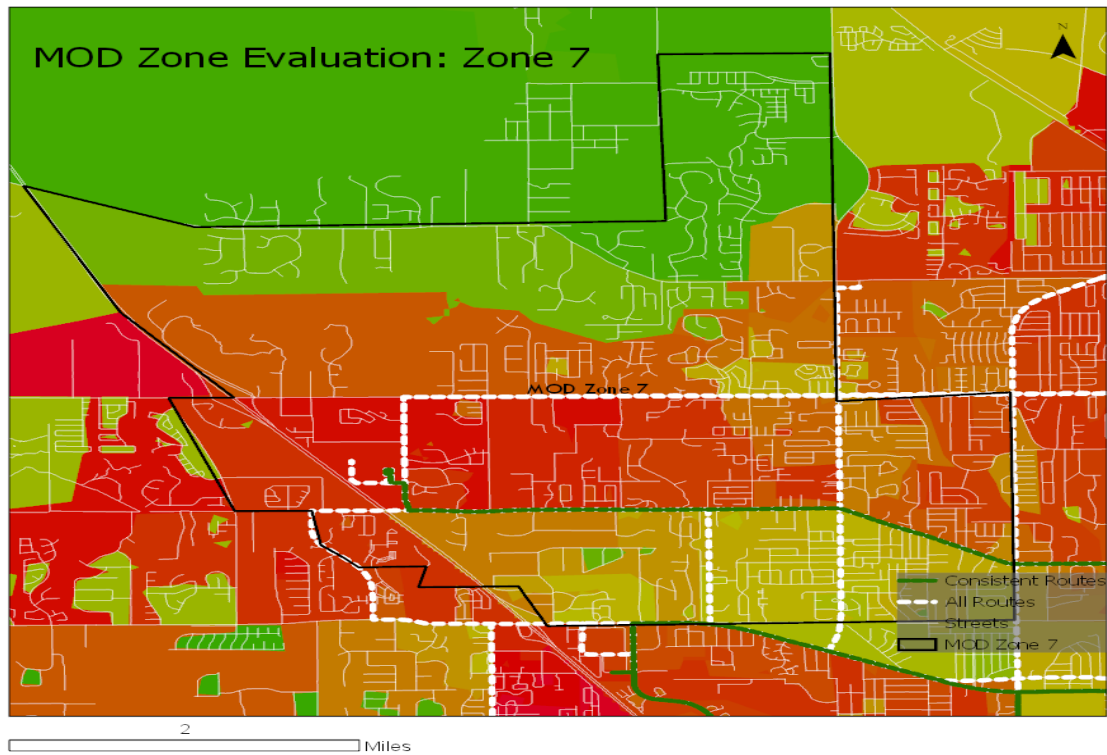 MOD Zone Evaluation: Zone 7
N
MOD Zone 7
Consistent Routes
All Routes
Streets
MOD Zone 7
2
Miles